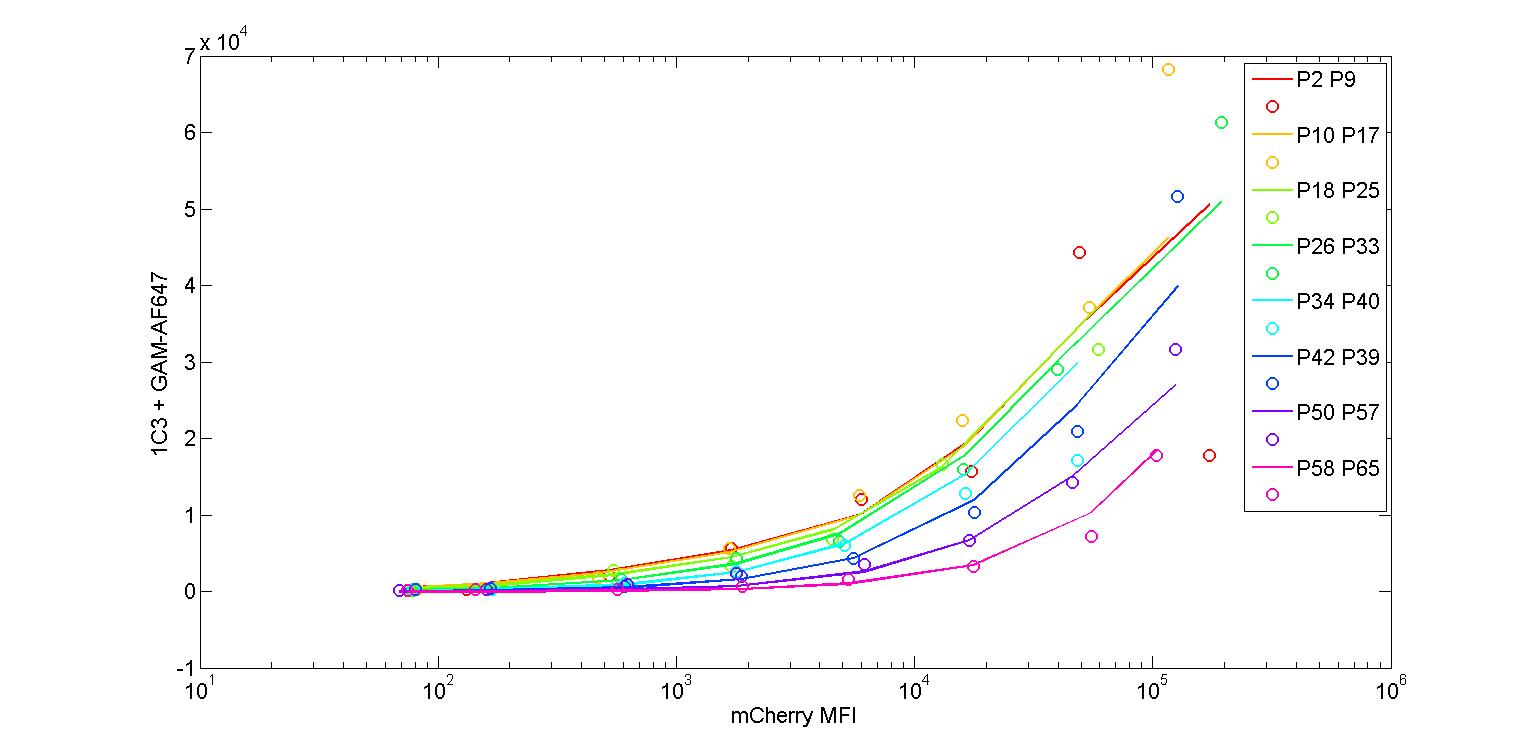 x 10^4
7
6
5
4
3
2
1
0
-1
1C3 + GAM-AF647
10^1 10^2 10^3 10^4 10^5 10^6
mCherry MFI
P2 P9
P10 P17
P18 P25
P26 P33
P34 P40
P42 P39
P50 P57
P58 P65